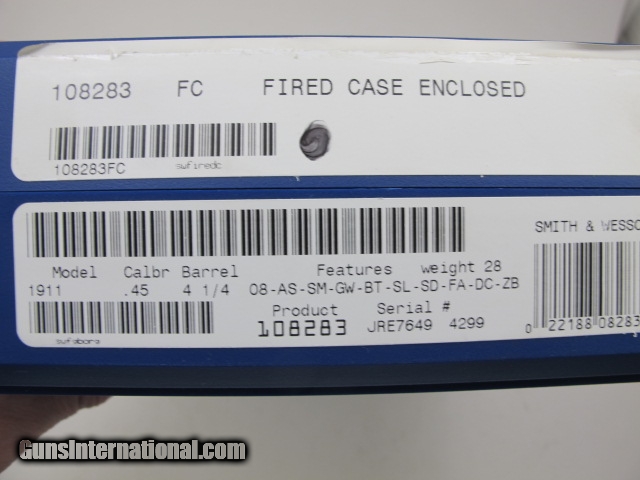 108283 FC FIRED CASE ENCLOSED
108283FC swfiredc
SMITH & WESSO
Model Calbr Barrel Features weight 28
1911 .45 4 1/4 08-AS-SM-GW-BT-SL-SD-FA-DC-ZB
Product Serial #
108283 JRE7649 4299
swfabora
0 22188 08283
GunsInternational.com